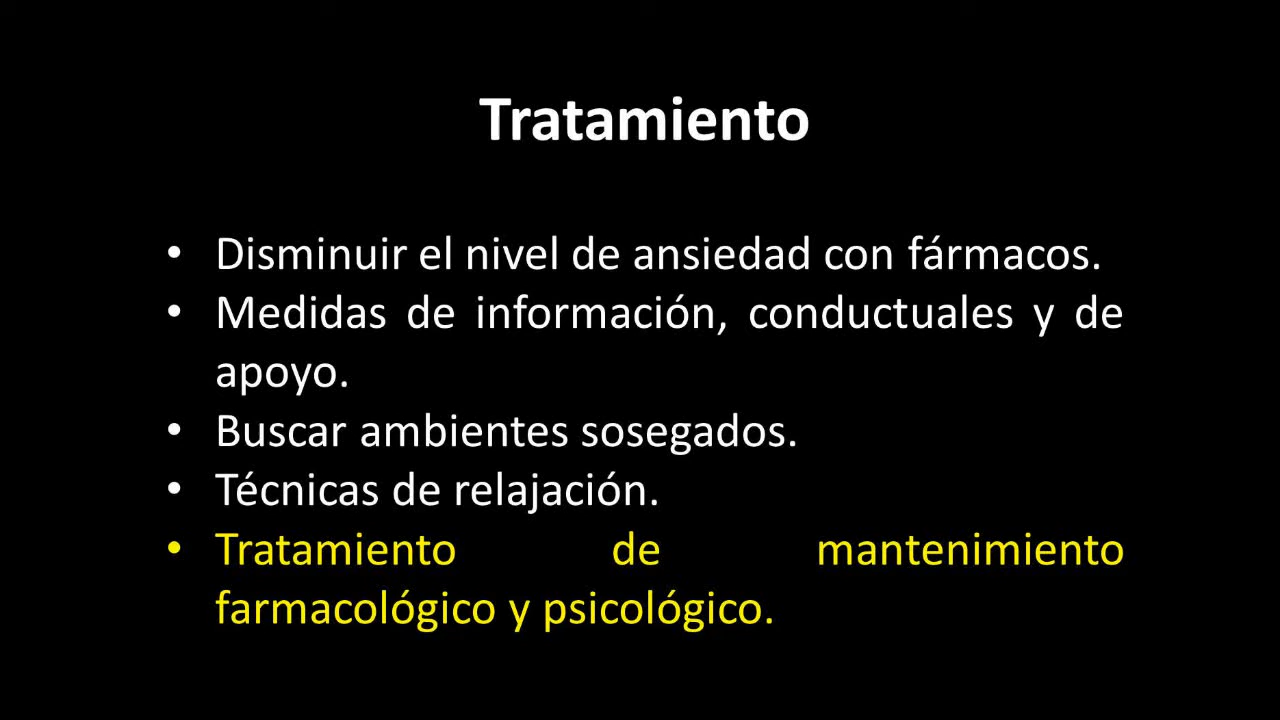 Tratamiento
• Disminuir el nivel de ansiedad con fármacos.
• Medidas de información, conductuales y de
apoyo.
• Buscar ambientes sosegados.
• Técnicas de relajación.
• Tratamiento de mantenimiento
farmacológico y psicológico.